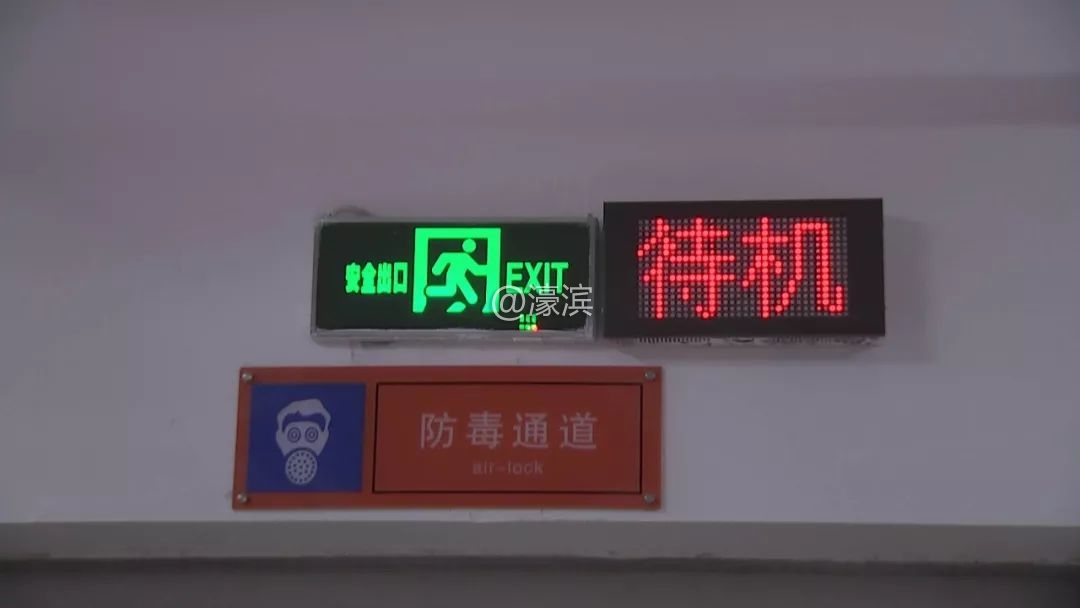 安全出口 EXIT
待机
@濠滨
防毒通道
air-lock